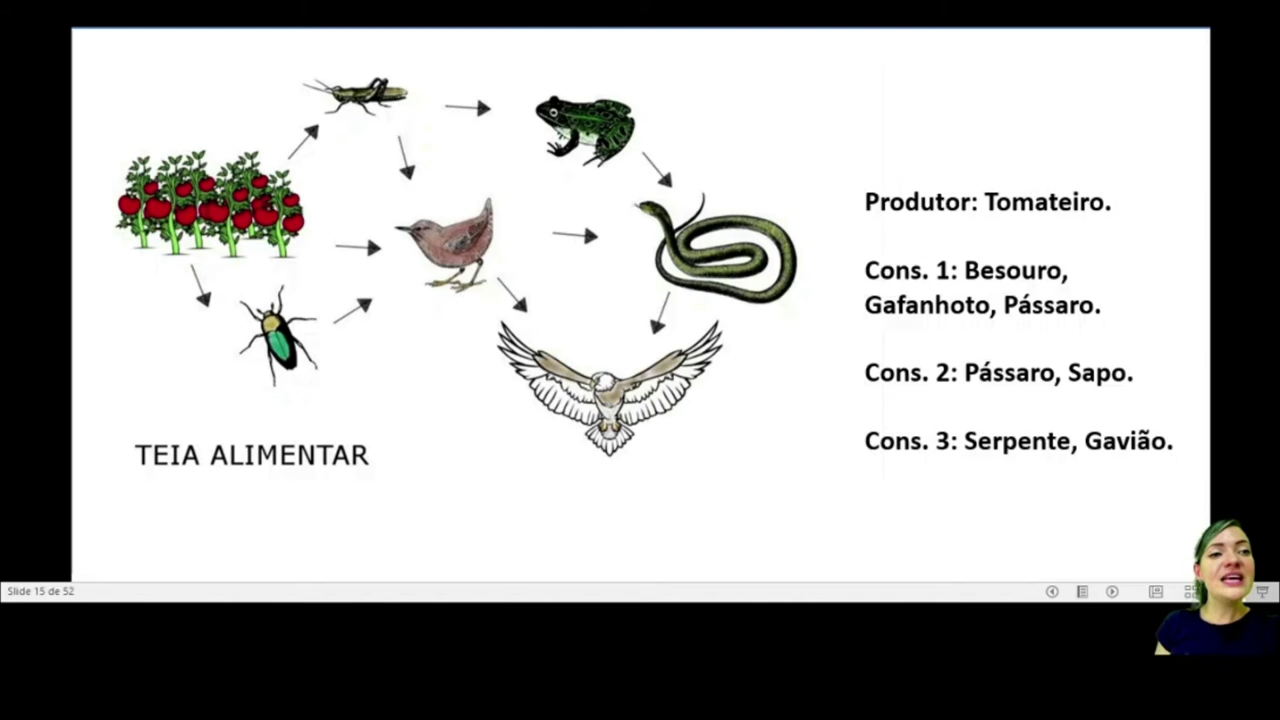 Produtor: Tomateiro.
Cons. 1: Besouro,
Gafanhoto, Pássaro.
Cons. 2: Pássaro, Sapo.
Cons. 3: Serpente, Gavião.
TEIA ALIMENTAR
Slide 15 de 52